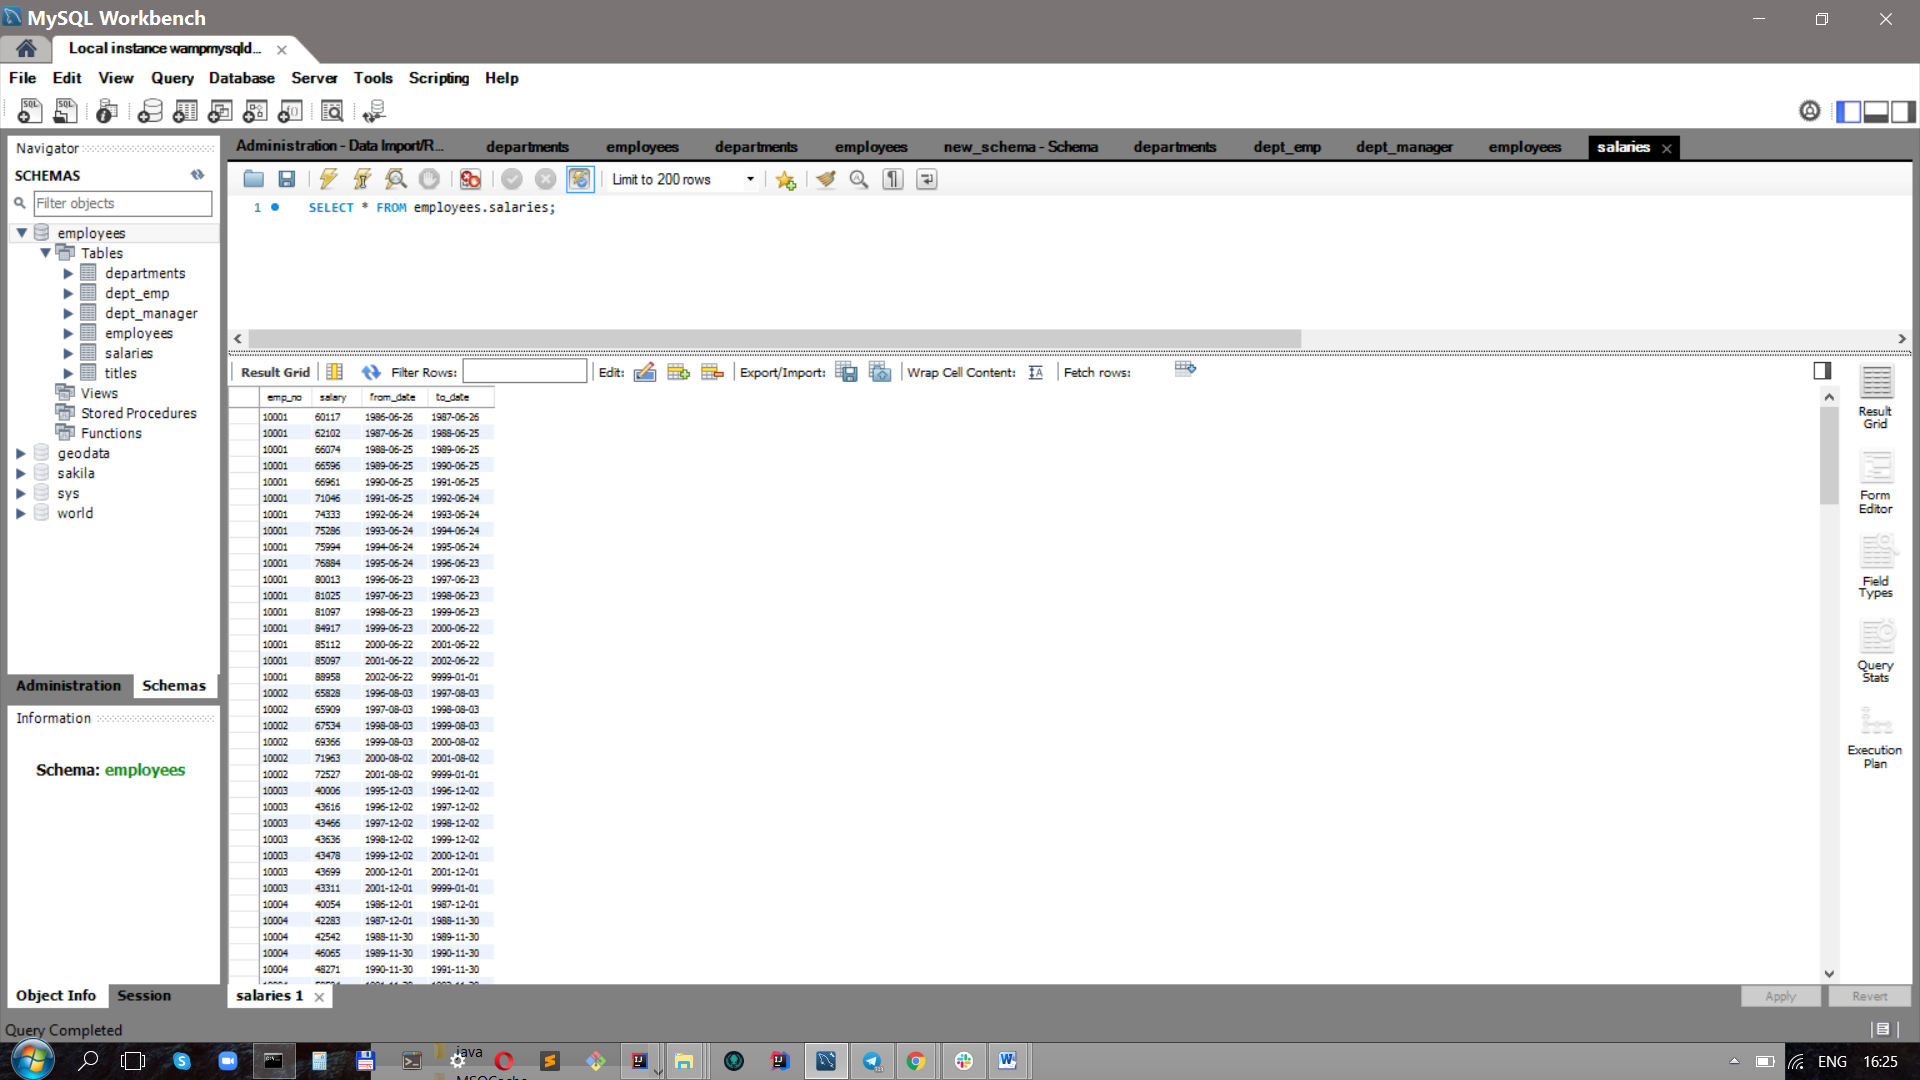 MySQL Workbench
Local instance wampmysqld...
File Edit View Query Database Server Tools Scripting Help
Navigator
SCHEMAS
Filter objects
employees
Tables
departments
dept_emp
dept_manager
employees
salaries
titles
Views
Stored Procedures
Functions
geodata
sakila
sys
world
Administration Schemas
Information
Schema: employees
Object Info Session
Administration - Data Import/R... departments employees departments employees new_schema - Schema departments dept_emp dept_manager employees salaries
Limit to 200 rows
1 SELECT * FROM employees.salaries;
Result Grid Filter Rows: Edit: Export/Import: Wrap Cell Content: Fetch rows:
emp_no salary from_date to_date
10001 60117 1986-06-26 1987-06-26
10001 62102 1987-06-26 1988-06-25
10001 66074 1988-06-25 1989-06-25
10001 66596 1989-06-25 1990-06-25
10001 66961 1990-06-25 1991-06-25
10001 71046 1991-06-25 1992-06-24
10001 74333 1992-06-24 1993-06-24
10001 75286 1993-06-24 1994-06-24
10001 75994 1994-06-24 1995-06-24
10001 76884 1995-06-24 1996-06-23
10001 80013 1996-06-23 1997-06-23
10001 81025 1997-06-23 1998-06-23
10001 81097 1998-06-23 1999-06-23
10001 84917 1999-06-23 2000-06-22
10001 85112 2000-06-22 2001-06-22
10001 85097 2001-06-22 2002-06-22
10001 88958 2002-06-22 9999-01-01
10002 65828 1996-08-03 1997-08-03
10002 65909 1997-08-03 1998-08-03
10002 67534 1998-08-03 1999-08-03
10002 69366 1999-08-03 2000-08-02
10002 71963 2000-08-02 2001-08-02
10002 72527 2001-08-02 9999-01-01
10003 40006 1995-12-03 1996-12-02
10003 43616 1996-12-02 1997-12-02
10003 43466 1997-12-02 1998-12-02
10003 43636 1998-12-02 1999-12-02
10003 43478 1999-12-02 2000-12-01
10003 43699 2000-12-01 2001-12-01
10003 43311 2001-12-01 9999-01-01
10004 40054 1986-12-01 1987-12-01
10004 42283 1987-12-01 1988-11-30
10004 42542 1988-11-30 1989-11-30
10004 46065 1989-11-30 1990-11-30
10004 48271 1990-11-30 1991-11-30
Result
Grid
Form
Editor
Field
Types
Query
Stats
Execution
Plan
salaries 1
Apply Revert
Query Completed
java
ENG 16:25